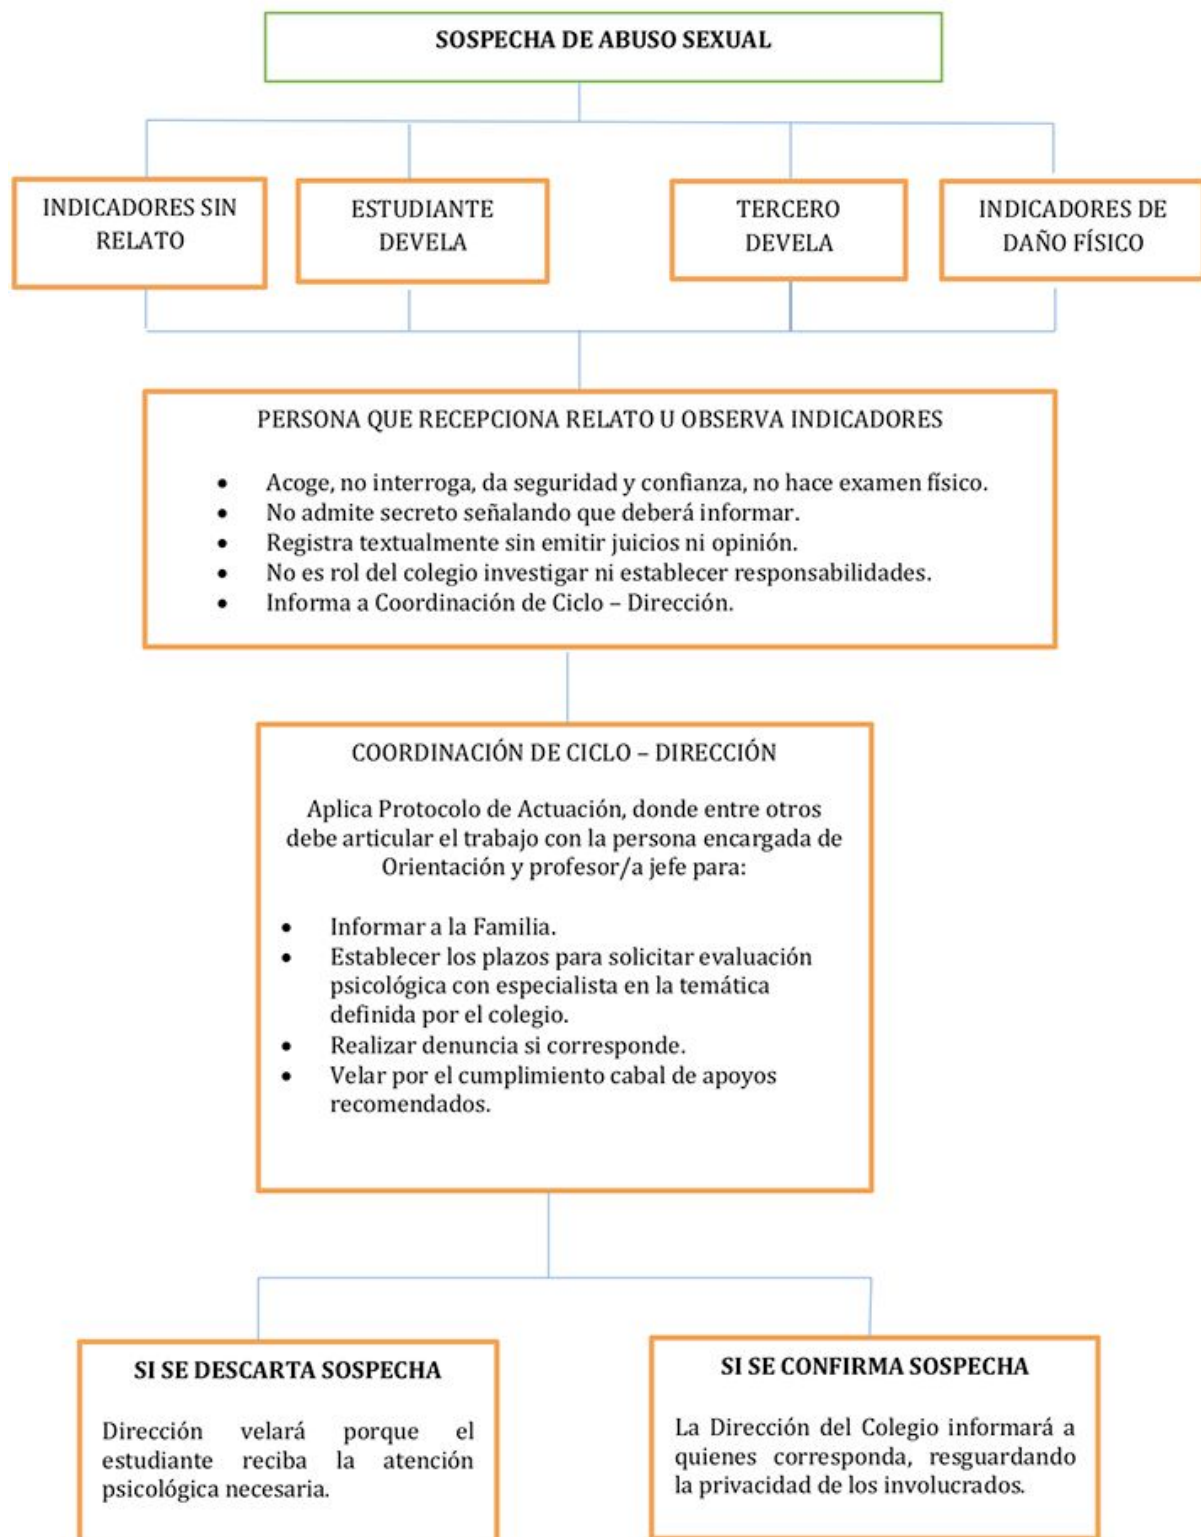 SOSPECHA DE ABUSO SEXUAL
INDICADORES SIN
RELATO
ESTUDIANTE
DEVELA
TERCERO
DEVELA
INDICADORES DE
DAÑO FÍSICO
PERSONA QUE RECEPCIONA RELATO U OBSERVA INDICADORES
• Acoge, no interroga, da seguridad y confianza, no hace examen físico.
• No admite secreto señalando que deberá informar.
• Registra textualmente sin emitir juicios ni opinión.
• No es rol del colegio investigar ni establecer responsabilidades.
• Informa a Coordinación de Ciclo – Dirección.
COORDINACIÓN DE CICLO – DIRECCIÓN
Aplica Protocolo de Actuación, donde entre otros
debe articular el trabajo con la persona encargada de
Orientación y profesor/a jefe para:
• Informar a la Familia.
• Establecer los plazos para solicitar evaluación
psicológica con especialista en la temática
definida por el colegio.
• Realizar denuncia si corresponde.
• Velar por el cumplimiento cabal de apoyos
recomendados.
SI SE DESCARTA SOSPECHA
Dirección velará porque el
estudiante reciba la atención
psicológica necesaria.
SI SE CONFIRMA SOSPECHA
La Dirección del Colegio informará a
quienes corresponda, resguardando
la privacidad de los involucrados.